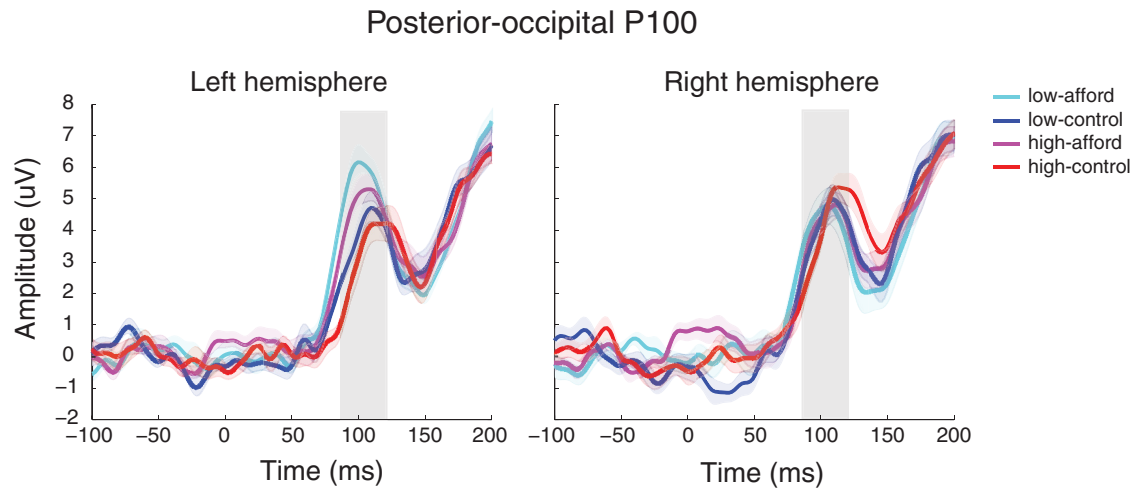 Posterior-occipital P100
Left hemisphere
Right hemisphere
low-afford
low-control
high-afford
high-control
Amplitude (uV)
8
7
6
5
4
3
2
1
0
−1
−2
−100 −50 0 50 100 150 200
−100 −50 0 50 100 150 200
Time (ms)
Time (ms)